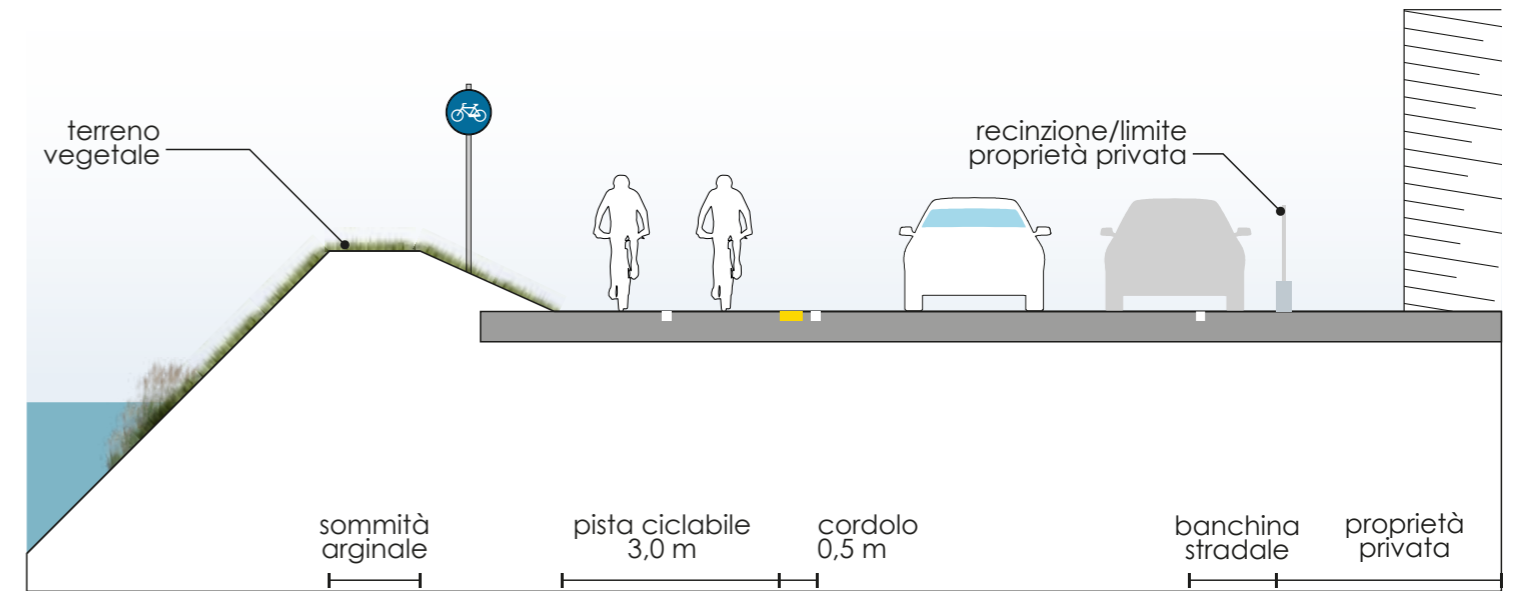 terreno
vegetale
recinzione/limite
proprietà privata
sommità
arginale
pista ciclabile
3,0 m
cordolo
0,5 m
banchina
stradale
proprietà
privata